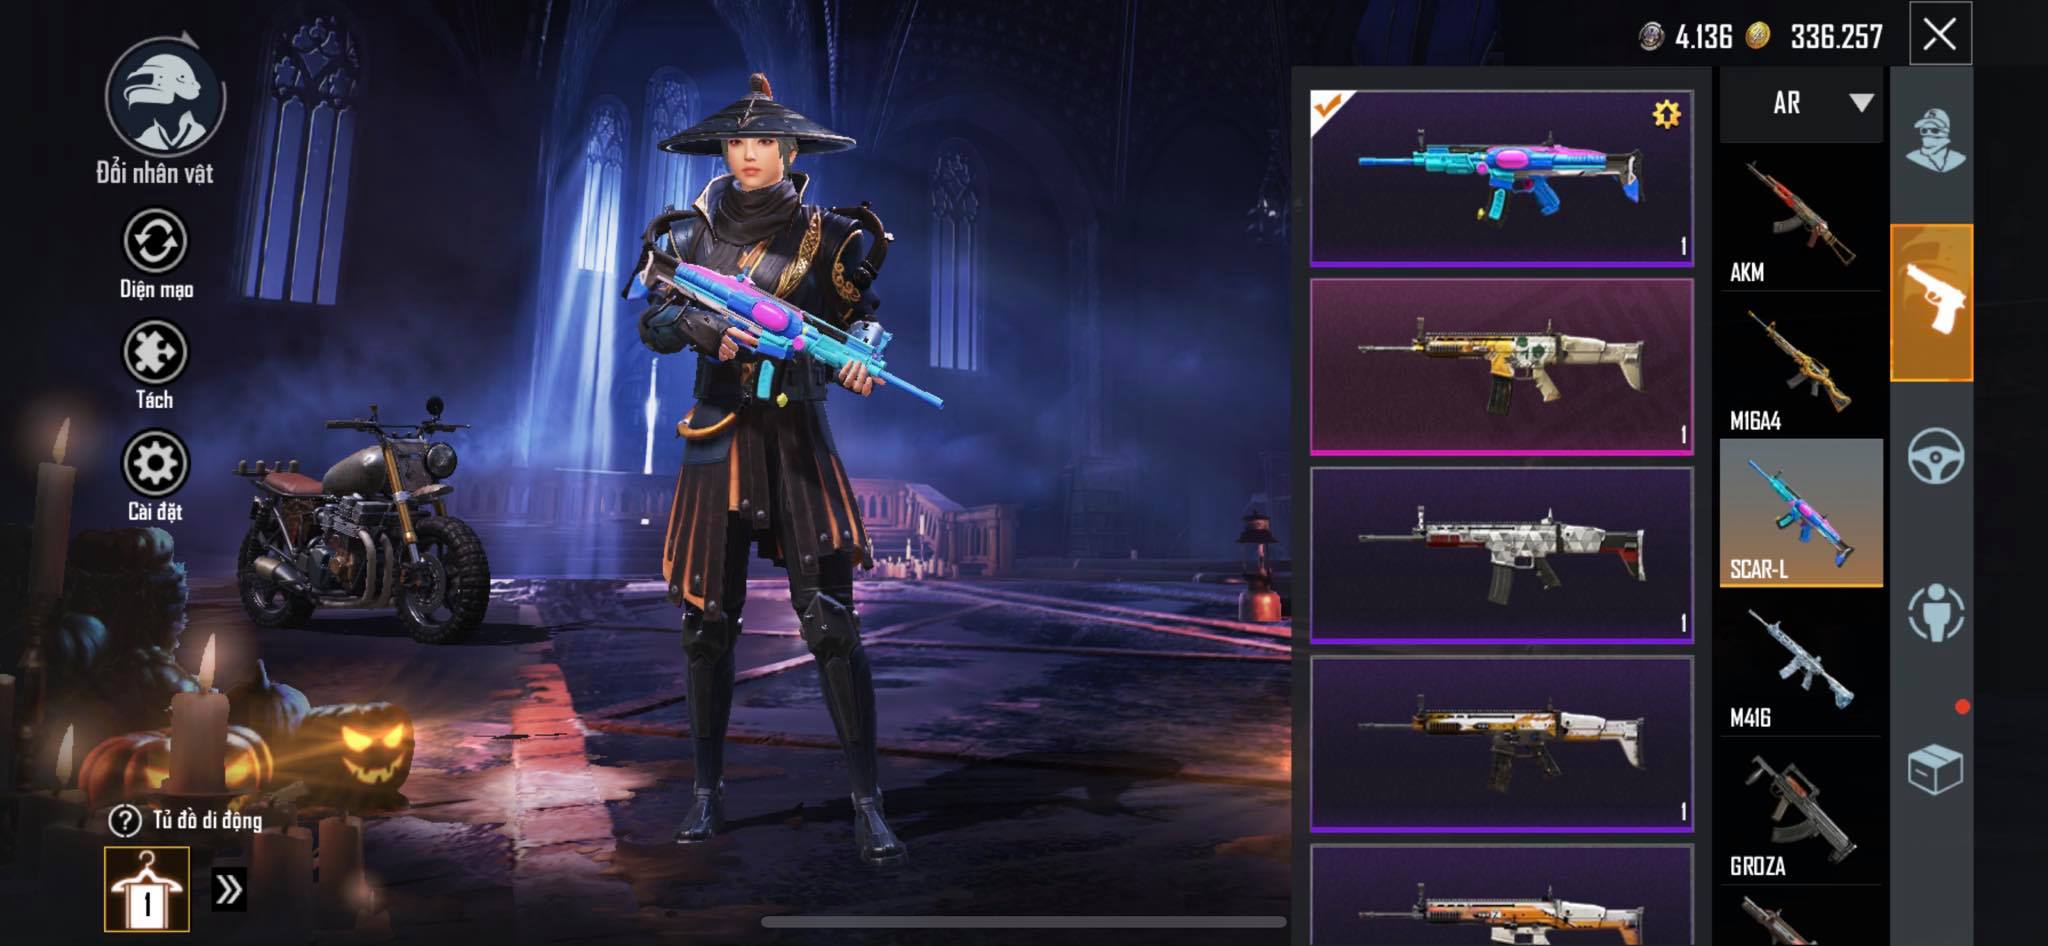 4.136 336.257
Đổi nhân vật
Diện mạo
Tách
Cài đặt
? Tủ đồ di động
1
1
1
1
1
AR
AKM
M16A4
SCAR-L
M416
GROZA